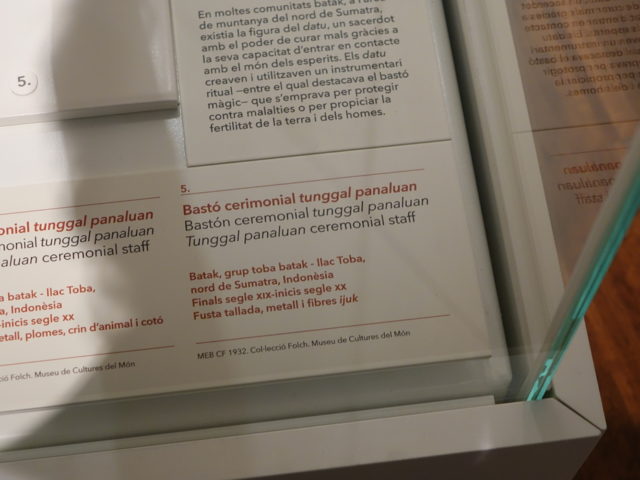 5.
En moltes comunitats batak, a l'àrea
de muntanya del nord de Sumatra,
existia la figura del datu, un sacerdot
amb el poder de curar mals gràcies a
la seva capacitat d'entrar en contacte
amb el món dels esperits. Els datu
creaven i utilitzaven un instrumentari
ritual –entre el qual destacava el bastó
màgic– que s'emprava per protegir
contra malalties o per propiciar la
fertilitat de la terra i dels homes.
onial tunggal panaluan
monial tunggal panaluan
aluan ceremonial staff
a batak - llac Toba,
a, Indonèsia
-inicis segle XX
etall, plomes, crin d'animal i cotó
cció Folch. Museu de Cultures del Món
5.
Bastó cerimonial tunggal panaluan
Bastón ceremonial tunggal panaluan
Tunggal panaluan ceremonial staff
Batak, grup toba batak - llac Toba,
nord de Sumatra, Indonèsia
Finals segle XIX-inicis segle XX
Fusta tallada, metall i fibres ijuk
MEB CF 1932. Col·lecció Folch. Museu de Cultures del Món